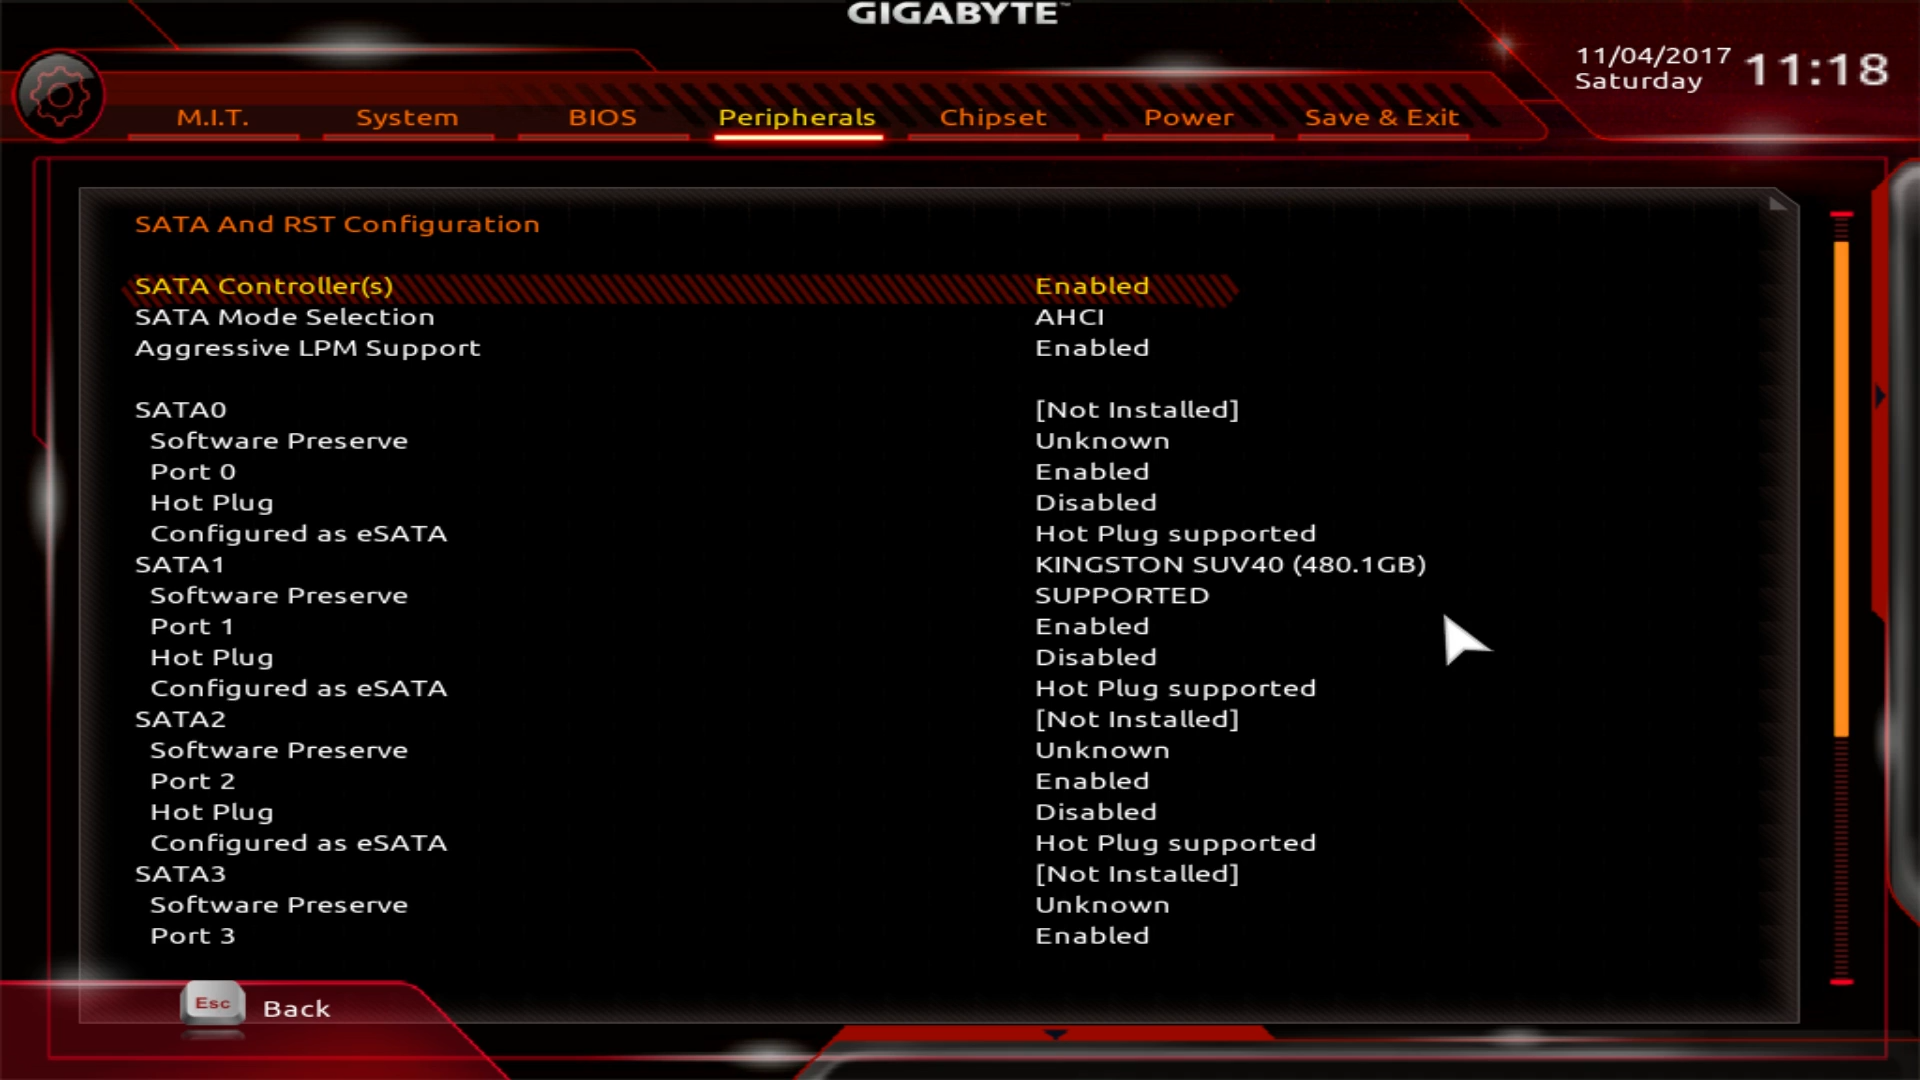 GIGABYTE™
11/04/2017
Saturday
11:18
M.I.T. System BIOS Peripherals Chipset Power Save & Exit
SATA And RST Configuration
SATA Controller(s) Enabled
SATA Mode Selection AHCI
Aggressive LPM Support Enabled
SATA0 [Not Installed]
Software Preserve Unknown
Port 0 Enabled
Hot Plug Disabled
Configured as eSATA Hot Plug supported
SATA1 KINGSTON SUV40 (480.1GB)
Software Preserve SUPPORTED
Port 1 Enabled
Hot Plug Disabled
Configured as eSATA Hot Plug supported
SATA2 [Not Installed]
Software Preserve Unknown
Port 2 Enabled
Hot Plug Disabled
Configured as eSATA Hot Plug supported
SATA3 [Not Installed]
Software Preserve Unknown
Port 3 Enabled
Esc Back